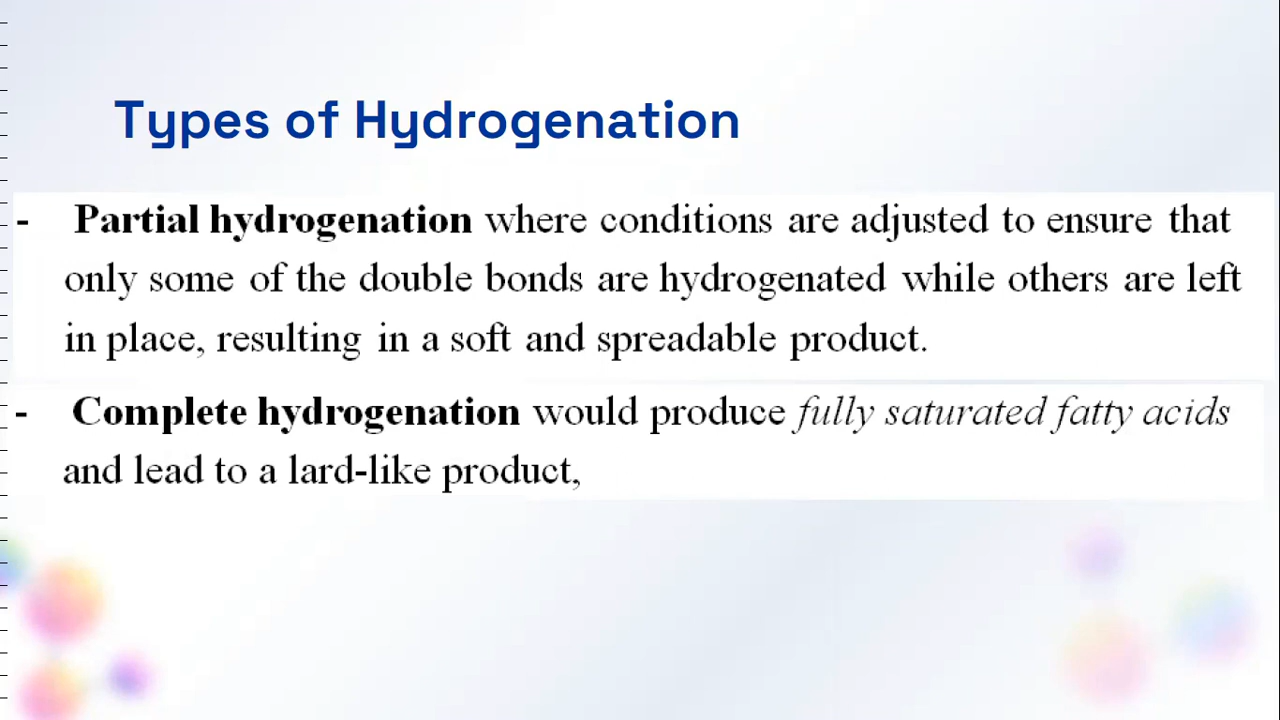 Types of Hydrogenation
- Partial hydrogenation where conditions are adjusted to ensure that
only some of the double bonds are hydrogenated while others are left
in place, resulting in a soft and spreadable product.
- Complete hydrogenation would produce fully saturated fatty acids
and lead to a lard-like product,